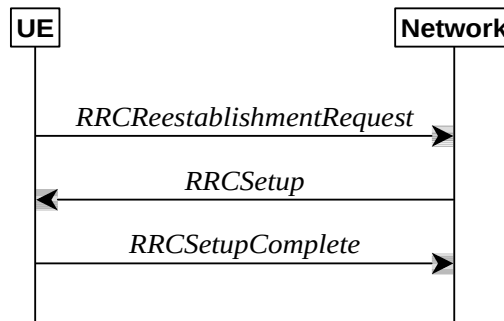 UE
Network
RRCReestablishmentRequest
RRCSetup
RRCSetupComplete